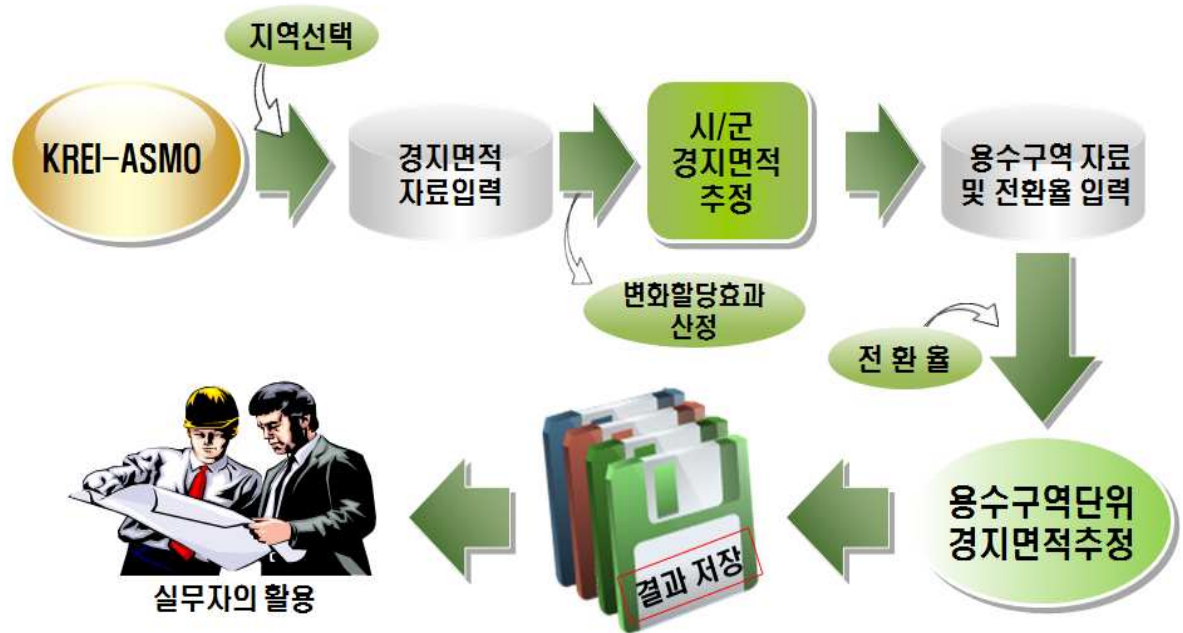 지역선택
KREI-ASMO
경지면적
자료입력
시/군
경지면적
추정
용수구역 자료
및 전환율 입력
변화할당효과
산정
전 환 율
용수구역단위
경지면적추정
결과 저장
실무자의 활용